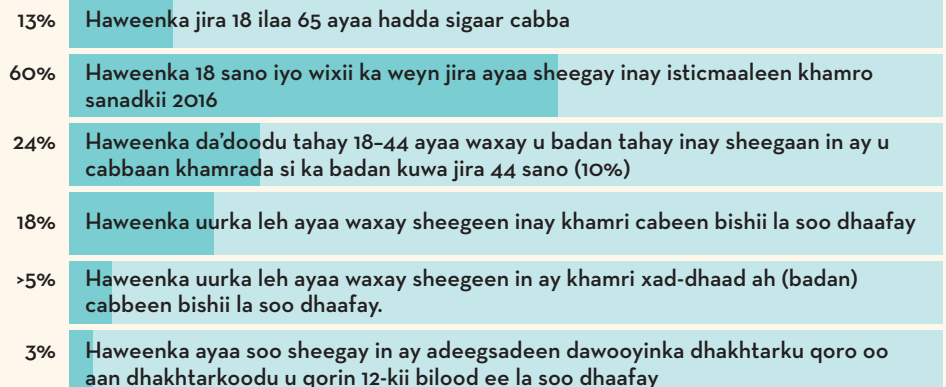 13% Haweenka jira 18 ilaa 65 ayaa hadda sigaar cabba
60% Haweenka 18 sano iyo wixii ka weyn jira ayaa sheegay inay isticmaaleen khamro
sanadkii 2016
24% Haweenka da'doodu tahay 18–44 ayaa waxay u badan tahay inay sheegaan in ay u
cabbaan khamrada si ka badan kuwa jira 44 sano (10%)
18% Haweenka uurka leh ayaa waxay sheegeen inay khamri cabeen bishii la soo dhaafay
>5% Haweenka uurka leh ayaa waxay sheegeen in ay khamri xad-dhaad ah (badan)
cabbeen bishii la soo dhaafay.
3% Haweenka ayaa soo sheegay in ay adeegsadeen dawooyinka dhakhtarku qoro oo
aan dhakhtarkoodu u qorin 12-kii bilood ee la soo dhaafay